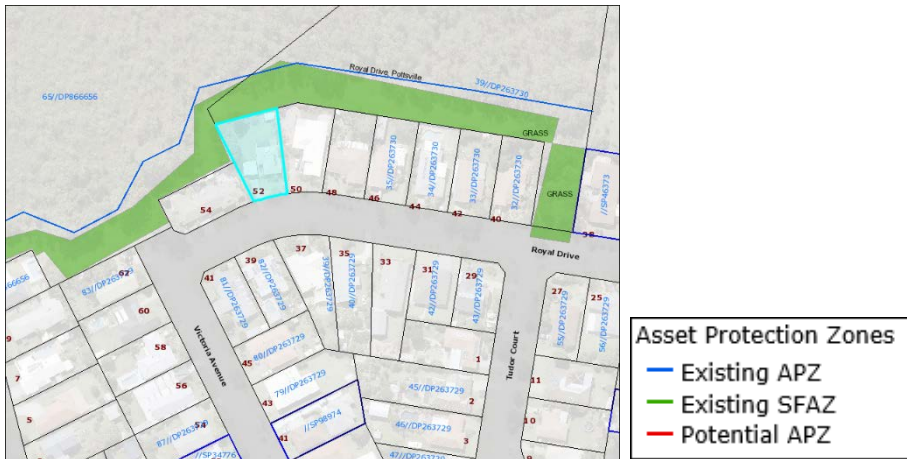 Royal Drive, Pottsville
39//DP263730
65//DP866656
GRASS
GRASS
//SP46373
35//DP263730
34//DP263730
33//DP263730
32//DP263730
52
50
48
46
44
42
40
38
54
Royal Drive
62
83//DP263729
41
39
37
35
33
31
29
27
25
81//DP263729
82//DP263729
39//DP263729
40//DP263729
42//DP263729
43//DP263729
55//DP263729
56//DP263729
60
58
56
54
9
7
5
Victoria Avenue
45
80//DP263729
43
79//DP263729
41
//SP98974
87//DP263729
//SP34776
1
45//DP263729
2
46//DP263729
3
47//DP263729
Tudor Court
11
10
9
Asset Protection Zones
Existing APZ
Existing SFAZ
Potential APZ